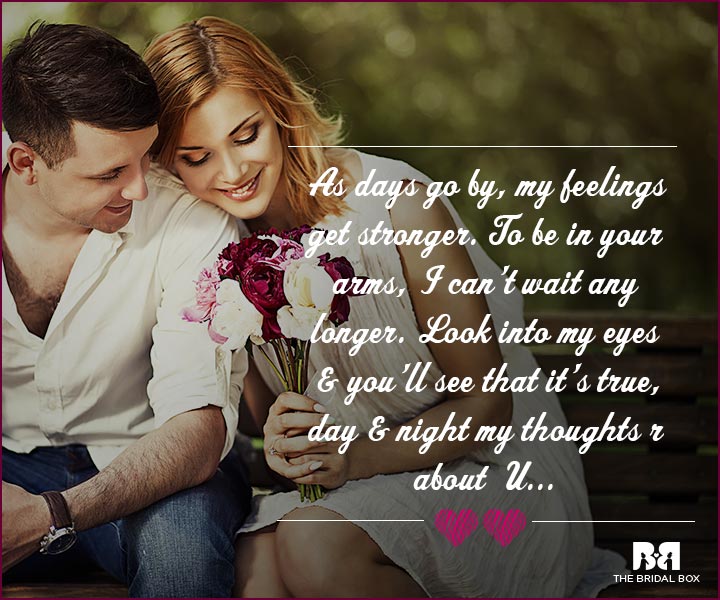 As days go by, my feelings
get stronger. To be in your
arms, I can't wait any
longer. Look into my eyes
& you'll see that it's true,
day & night my thoughts r
about U...
BB
THE BRIDAL BOX